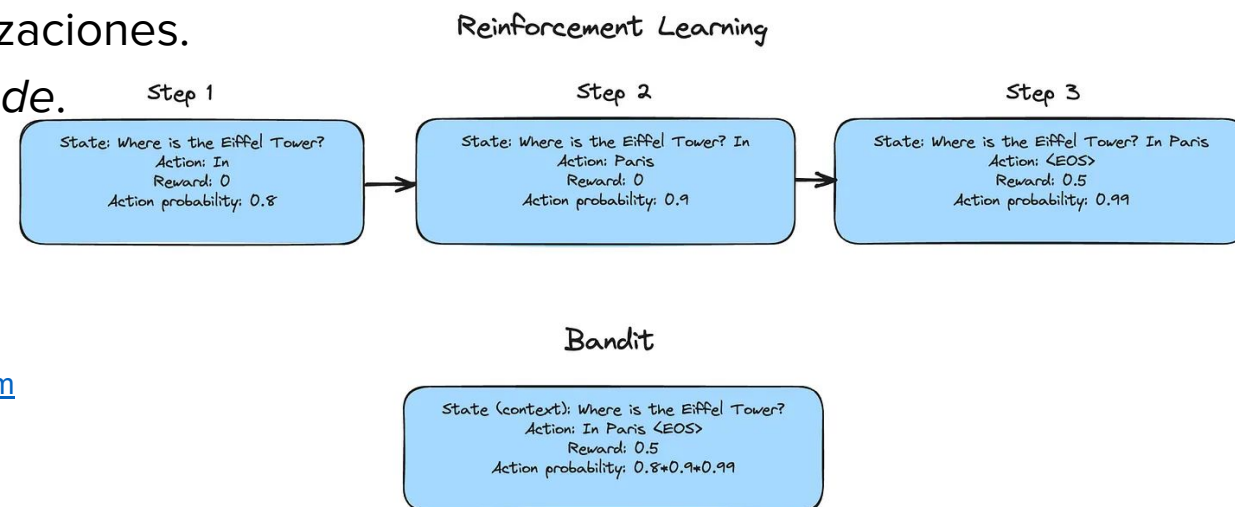 zaciones.
de.
Reinforcement Learning
Step 1
State: Where is the Eiffel Tower?
Action: In
Reward: 0
Action probability: 0.8
Step 2
State: Where is the Eiffel Tower? In
Action: Paris
Reward: 0
Action probability: 0.9
Step 3
State: Where is the Eiffel Tower? In Paris
Action: <EOS>
Reward: 0.5
Action probability: 0.99
m
Bandit
State (context): Where is the Eiffel Tower?
Action: In Paris <EOS>
Reward: 0.5
Action probability: 0.8*0.9*0.99